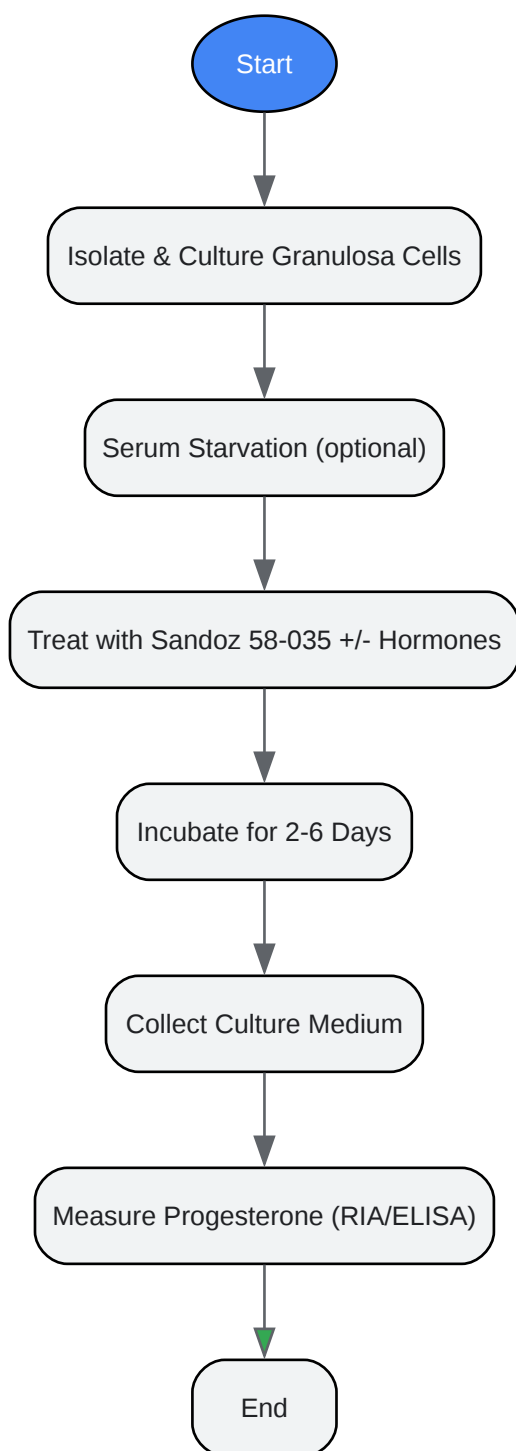 Start
Isolate & Culture Granulosa Cells
Serum Starvation (optional)
Treat with Sandoz 58-035 +/- Hormones
Incubate for 2-6 Days
Collect Culture Medium
Measure Progesterone (RIA/ELISA)
End